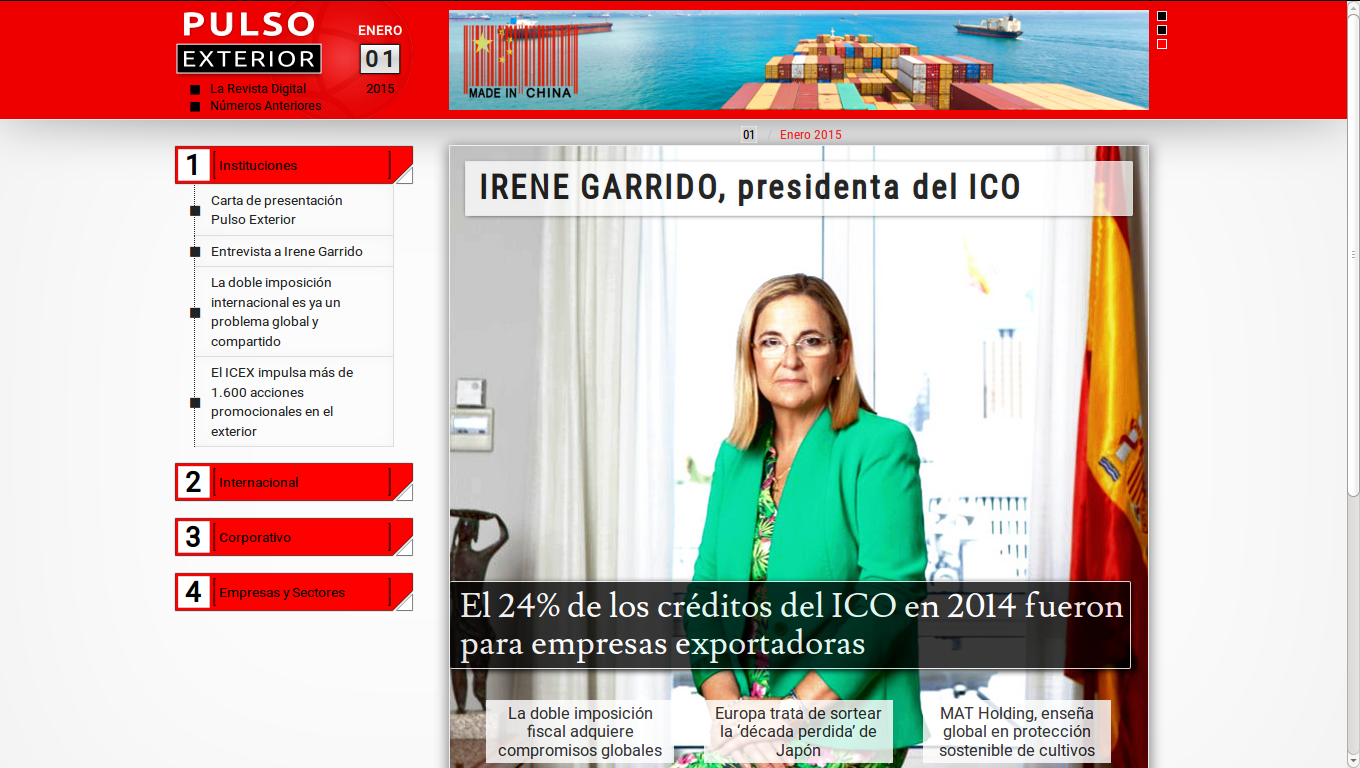 PULSO
EXTERIOR
ENERO
01
2015
La Revista Digital
Números Anteriores
MADE IN CHINA
01 / Enero 2015
1 Instituciones
Carta de presentación
Pulso Exterior
Entrevista a Irene Garrido
La doble imposición
internacional es ya un
problema global y
compartido
El ICEX impulsa más de
1.600 acciones
promocionales en el
exterior
2 Internacional
3 Corporativo
4 Empresas y Sectores
IRENE GARRIDO, presidenta del ICO
El 24% de los créditos del ICO en 2014 fueron
para empresas exportadoras
La doble imposición
fiscal adquiere
compromisos globales
Europa trata de sortear
la ‘década perdida’ de
Japón
MAT Holding, enseña
global en protección
sostenible de cultivos